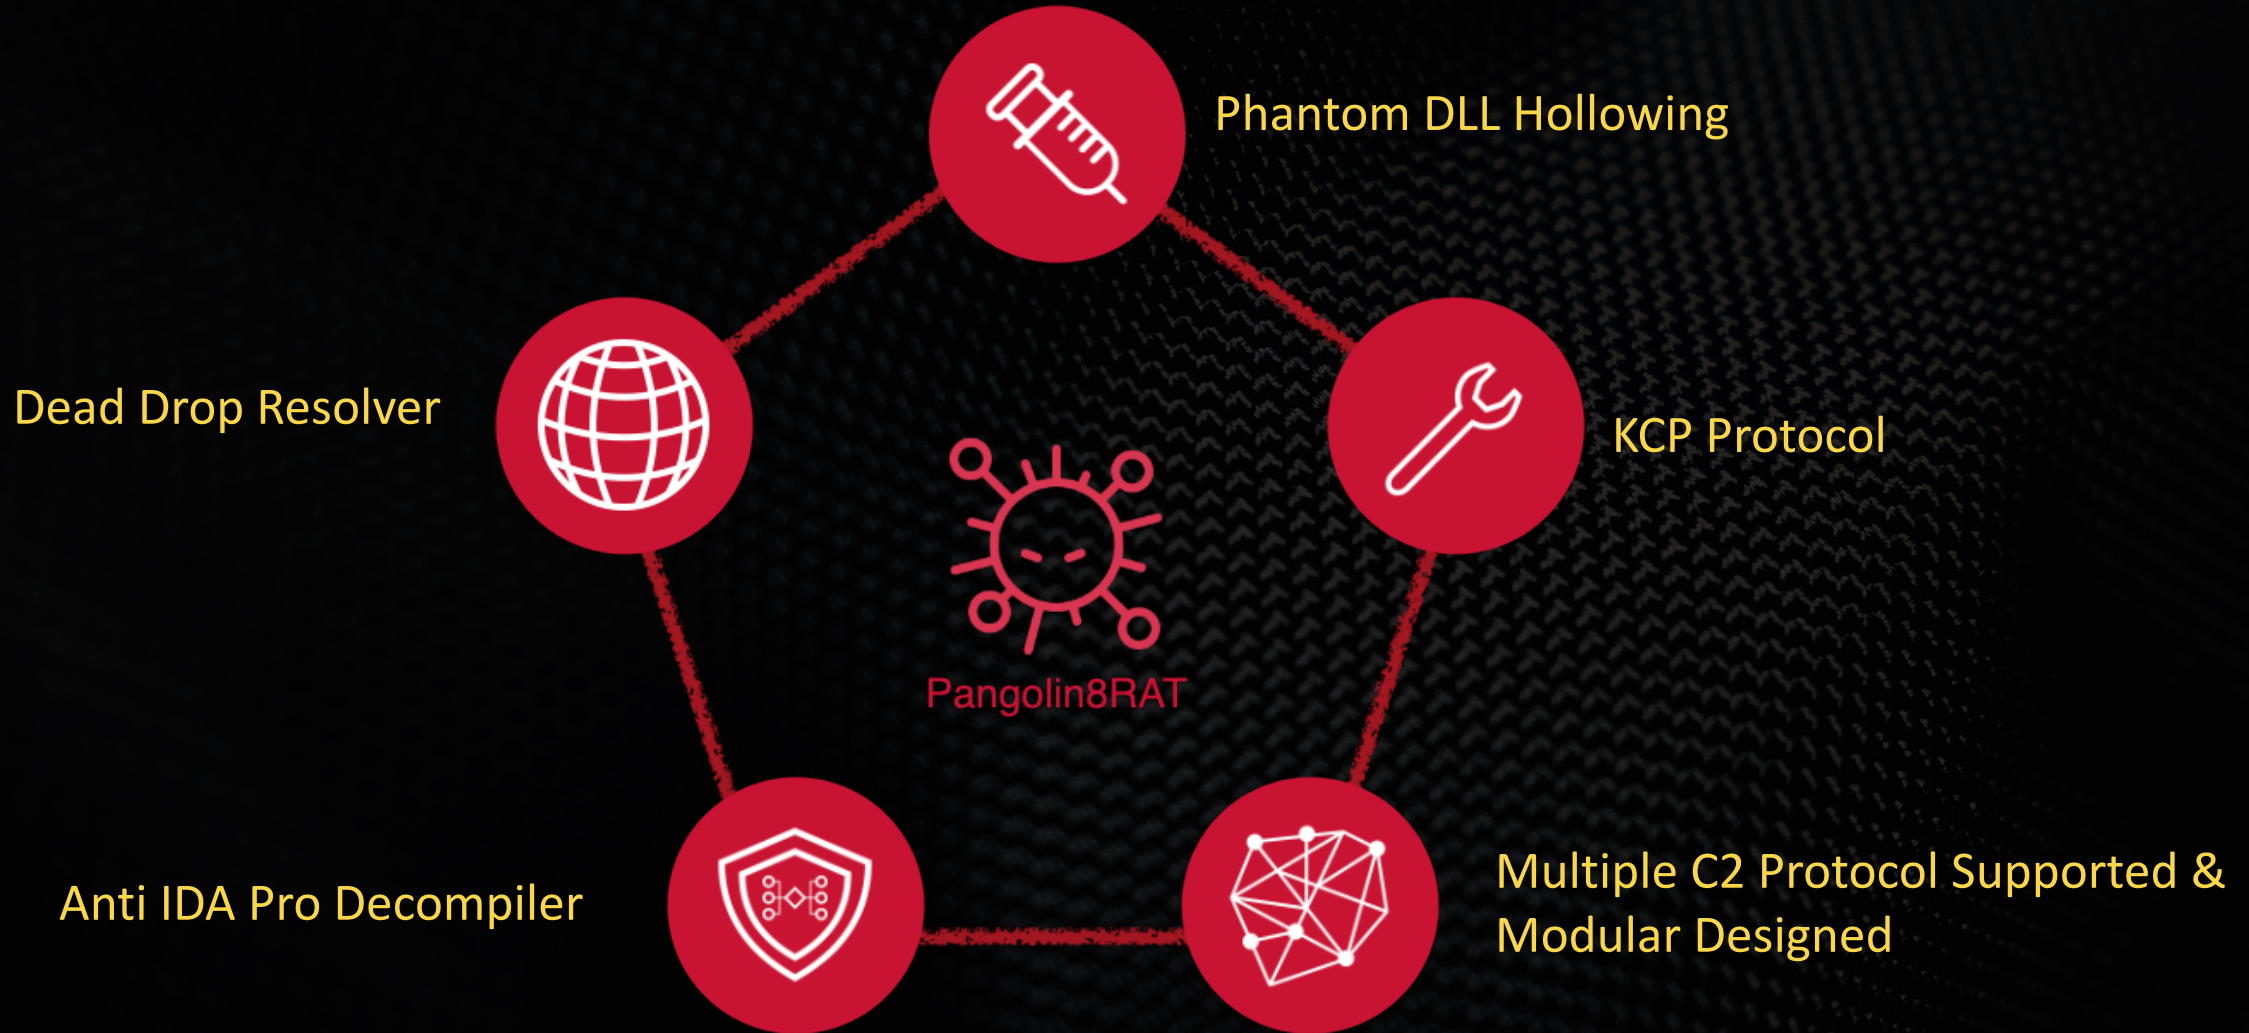 Phantom DLL Hollowing
Dead Drop Resolver
KCP Protocol
Pangolin8RAT
Anti IDA Pro Decompiler
Multiple C2 Protocol Supported &
Modular Designed